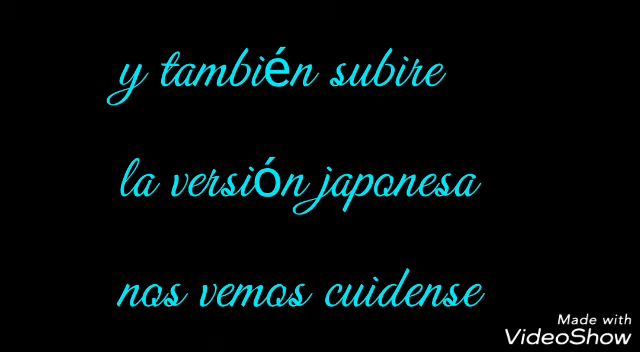 y también subire
la versión japonesa
nos vemos cuidense
Made with
VideoShow